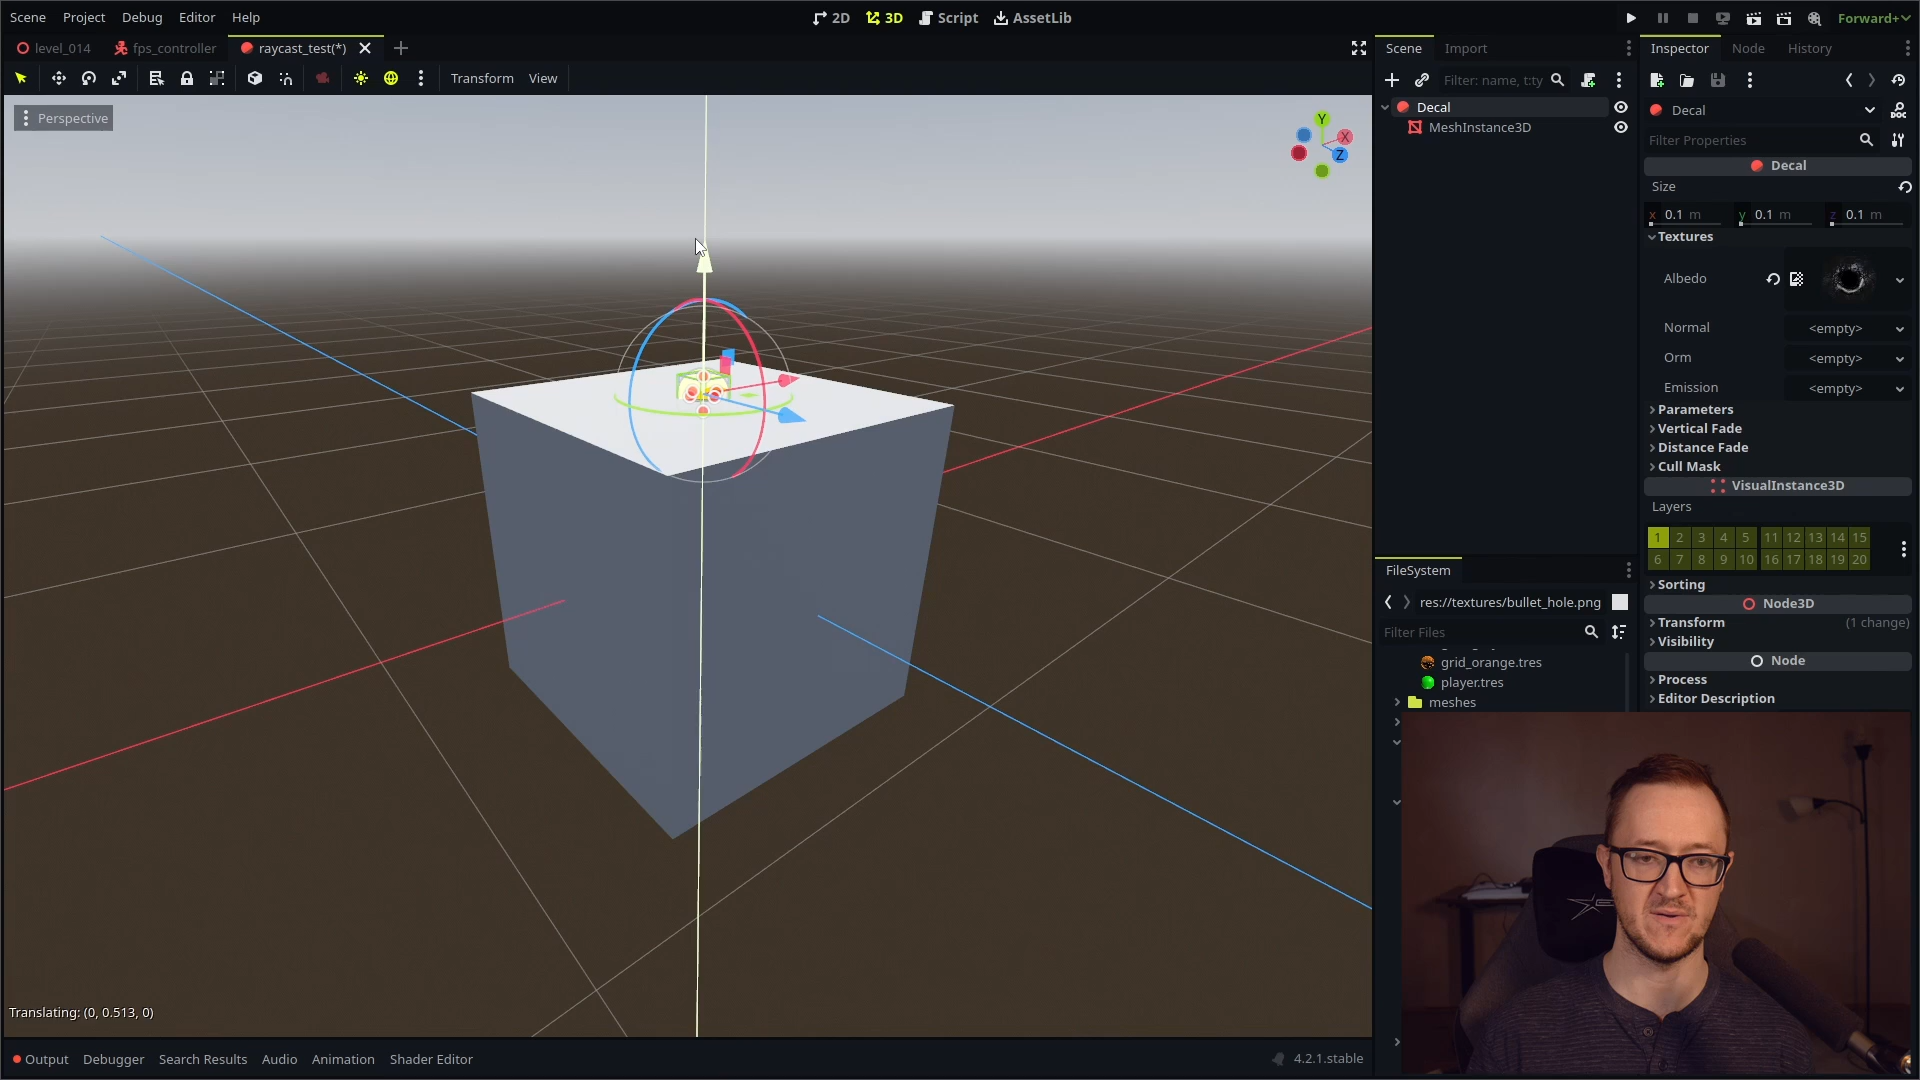 Scene Project Debug Editor Help
2D 3D Script AssetLib
Forward+
level_014 fps_controller raycast_test(*)
Transform View
Perspective
Y
X
Z
Translating: (0, 0.513, 0)
Output Debugger Search Results Audio Animation Shader Editor
4.2.1.stable
Scene Import
Filter: name, t:ty
Decal
MeshInstance3D
FileSystem
res://textures/bullet_hole.png
Filter Files
grid_orange.tres
player.tres
meshes
Inspector Node History
Decal
Filter Properties
Decal
Size
x 0.1 m y 0.1 m z 0.1 m
Textures
Albedo
Normal <empty>
Orm <empty>
Emission <empty>
Parameters
Vertical Fade
Distance Fade
Cull Mask
VisualInstance3D
Layers
1 2 3 4 5 11 12 13 14 15
6 7 8 9 10 16 17 18 19 20
Sorting
Node3D
Transform (1 change)
Visibility
Node
Process
Editor Description